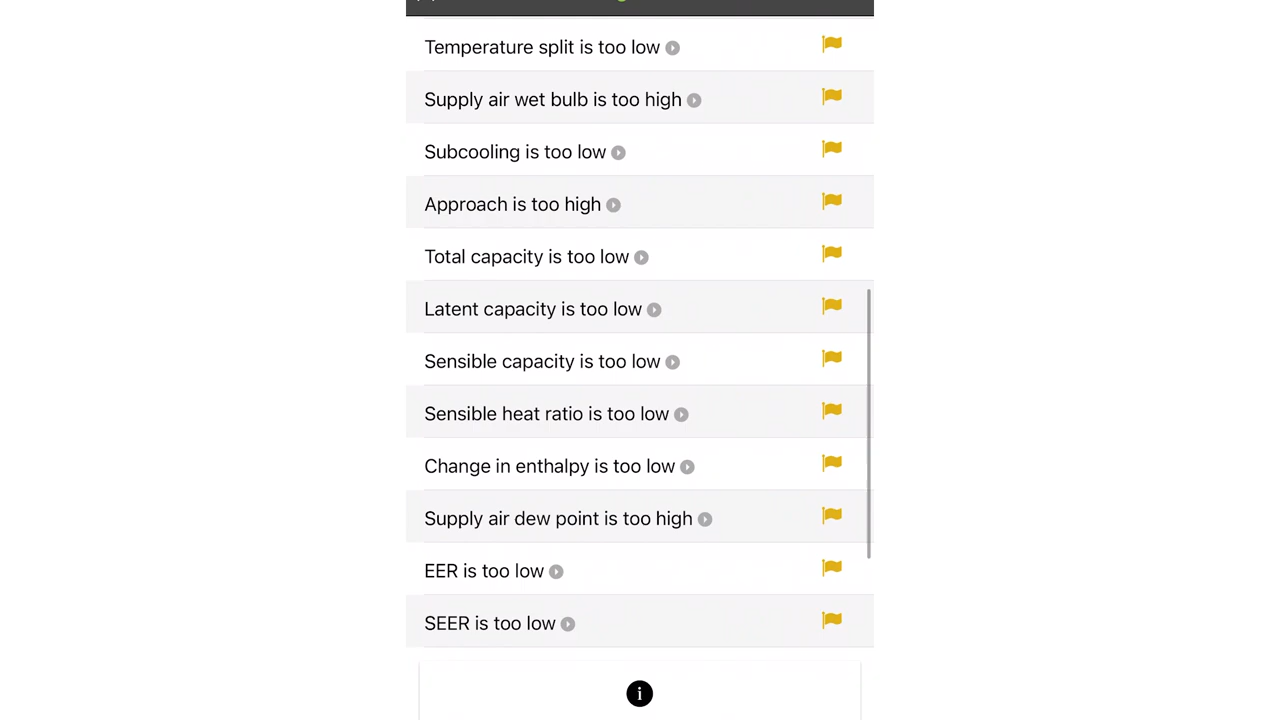 Temperature split is too low
Supply air wet bulb is too high
Subcooling is too low
Approach is too high
Total capacity is too low
Latent capacity is too low
Sensible capacity is too low
Sensible heat ratio is too low
Change in enthalpy is too low
Supply air dew point is too high
EER is too low
SEER is too low
i